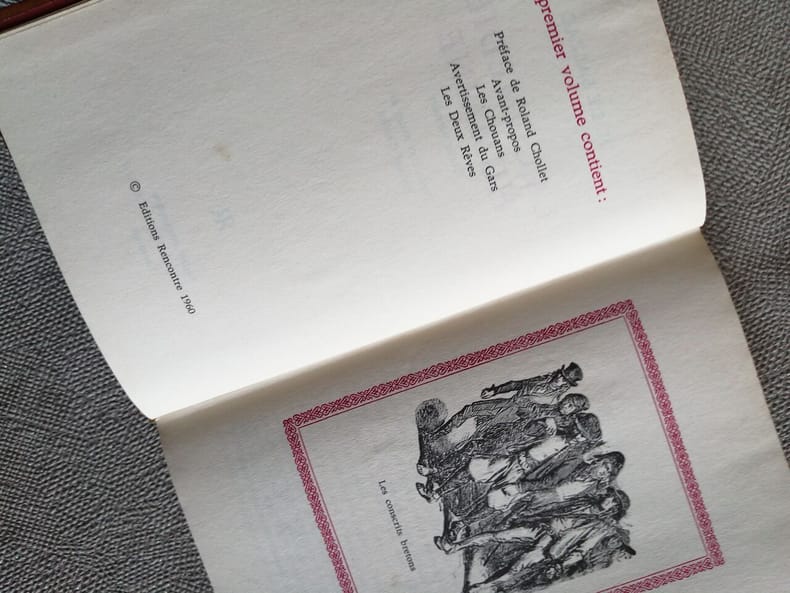 premier volume contient :
Préface de Roland Chollet
Avant-propos
Les Chouans
Avertissement du Gars
Les Deux Rêves
© Editions Rencontre 1960
Les conscrits bretons